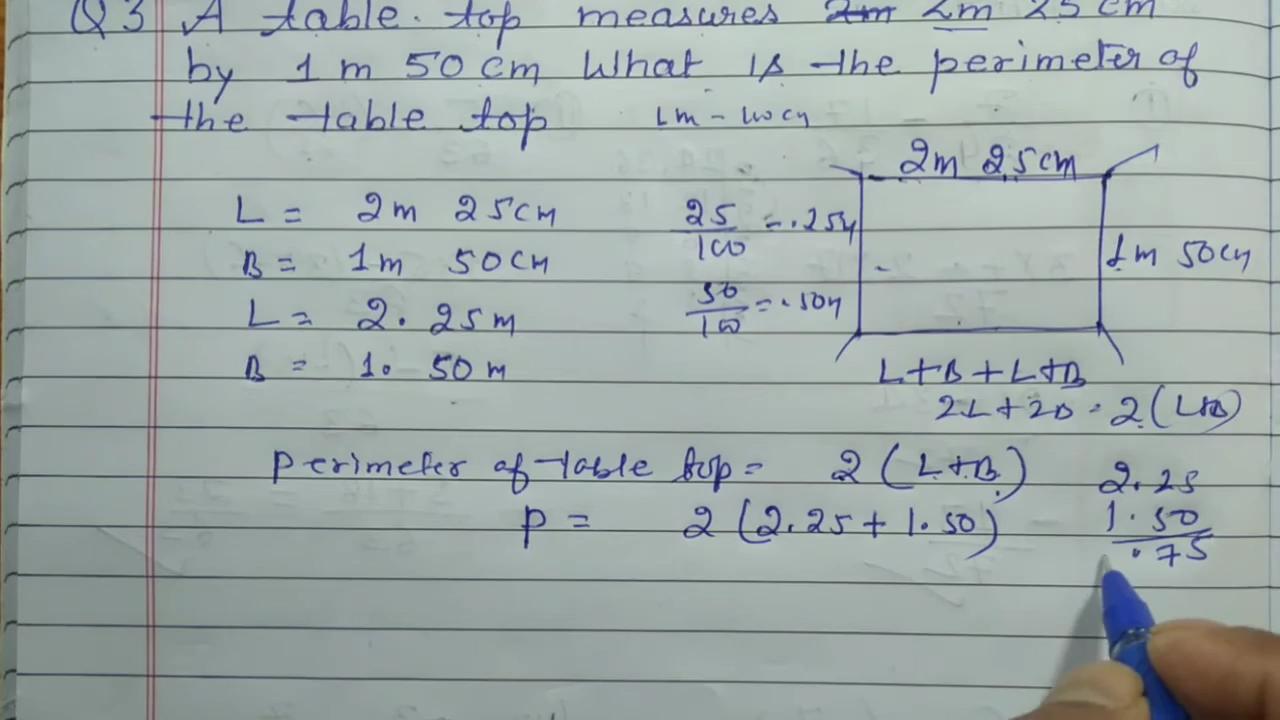 Q3 A table top measures 2m 2m 25 cm
by 1 m 50 cm What is the perimeter of
the table top
1m - 100cm
2m 25cm
L = 2m 25cm
25/100 = .25m
B = 1m 50cm
1m 50cm
L = 2.25m
50/100 = .50m
B = 1.50m
L+B+L+B
2L+2B = 2(L+B)
Perimeter of table top = 2(L+B)
2.25
P = 2(2.25+1.50)
1.50
.75